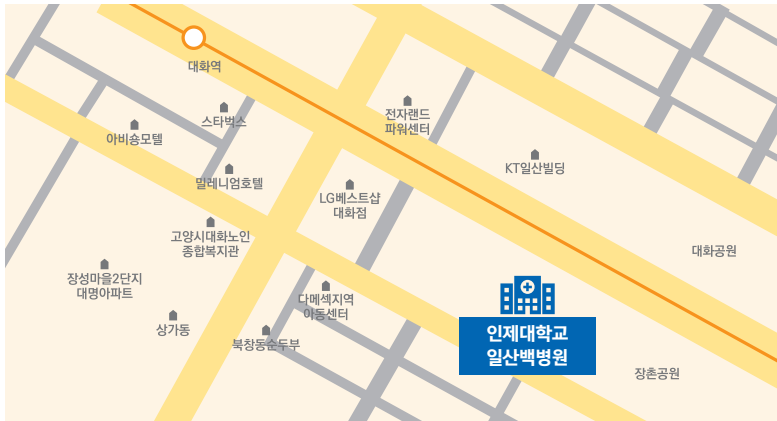 대화역
스타벅스
전자랜드
파워센터
아비숑모텔
KT일산빌딩
밀레니엄호텔
LG베스트샵
대화점
고양시대화노인
종합복지관
대화공원
장성마을2단지
대명아파트
다메섹지역
아동센터
상가동
북창동순두부
인제대학교
일산백병원
장촌공원